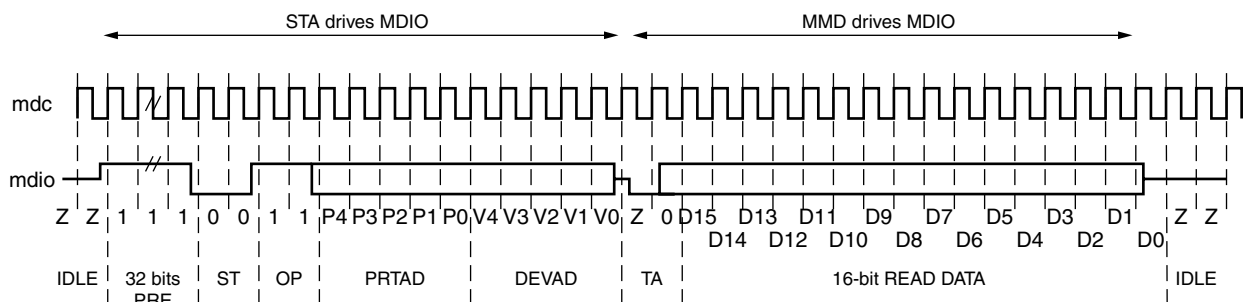 STA drives MDIO MMD drives MDIO
mdc
mdio
Z Z 1 1 1 0 0 1 1 P4 P3 P2 P1 P0 V4 V3 V2 V1 V0 Z 0 D15 D13 D11 D9 D7 D5 D3 D1 Z Z
D14 D12 D10 D8 D6 D4 D2 D0
IDLE 32 bits ST OP PRTAD DEVAD TA 16-bit READ DATA IDLE
PRE